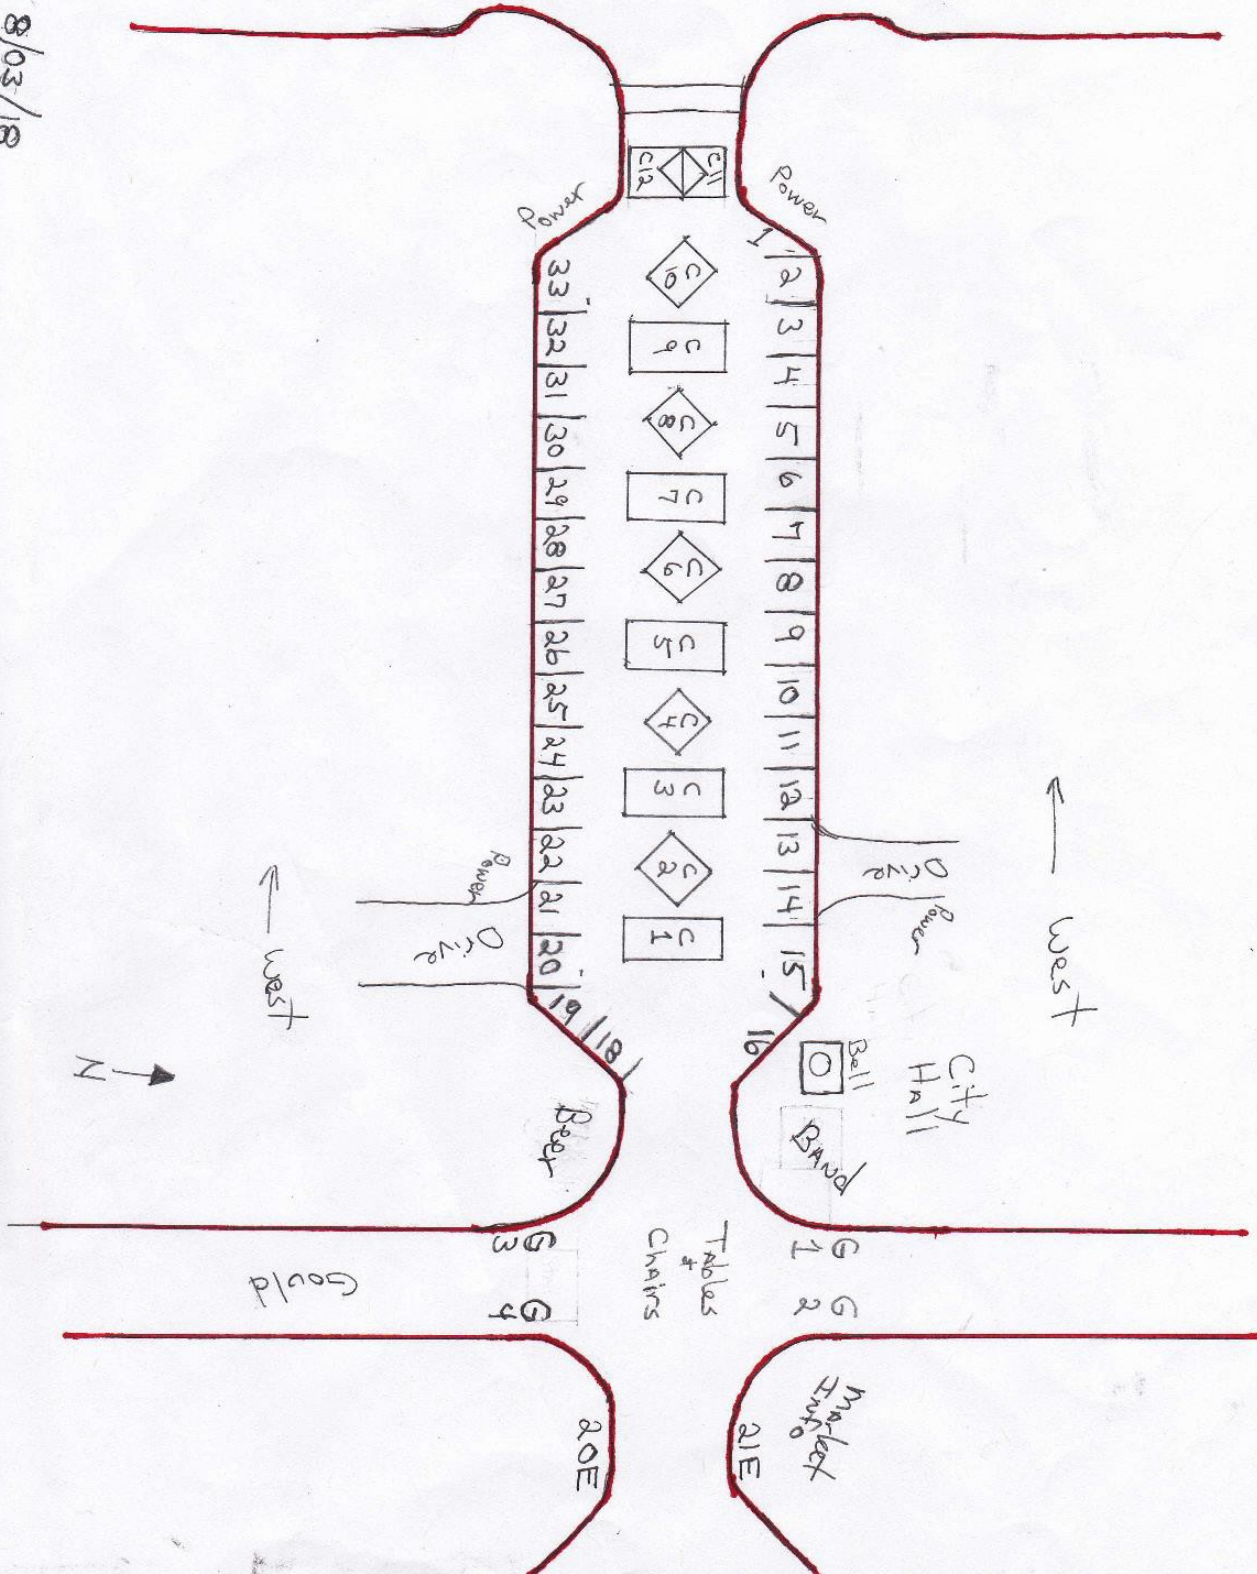 8/03/18
Power
Power
C12
C11
1
2
3
4
5
6
7
8
9
10
11
12
13
14
15
16
33
32
31
30
29
28
27
26
25
24
23
22
21
20
19
18
C10
C9
C8
C7
C6
C5
C4
C3
C2
C1
Drive
Power
Power
Drive
← West
← West
N
City
Hall
Bell
BANd
Beer
TAbles
+
ChAirs
G1
G2
G3
G4
Gould
MArket
Info
20E
21E